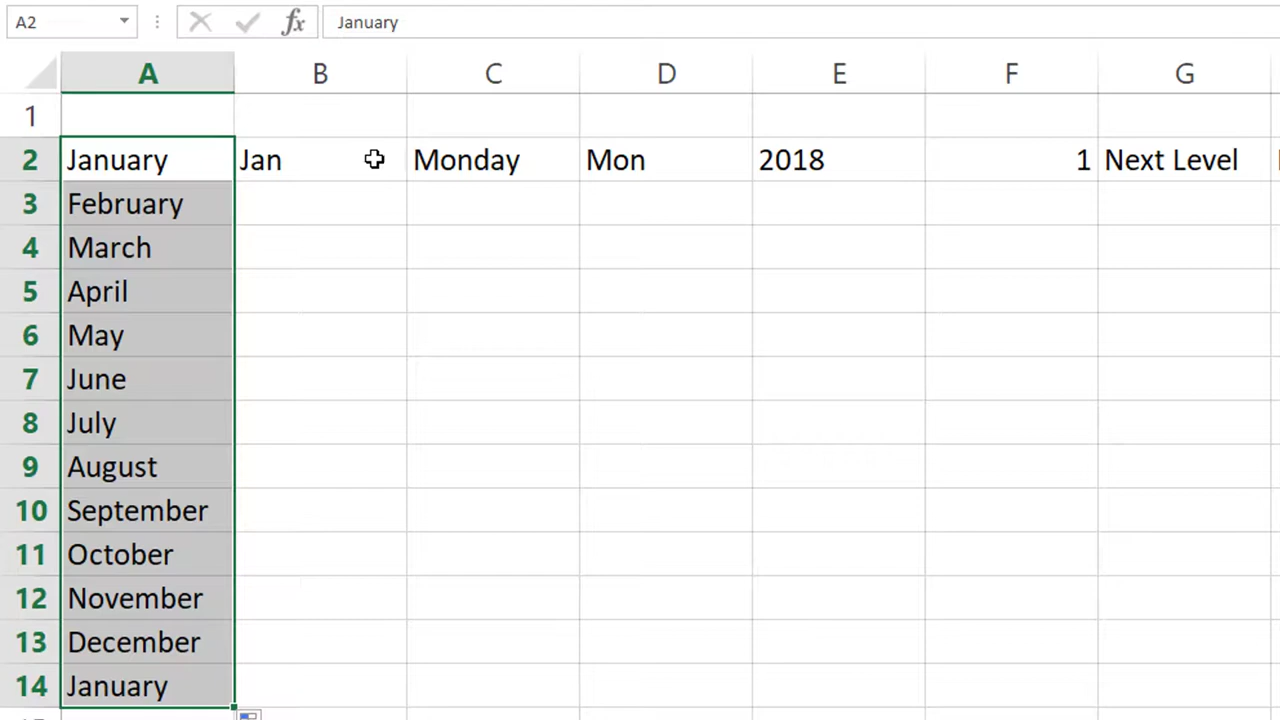 A2 fx January
A B C D E F G
1
2 January Jan Monday Mon 2018 1 Next Level
3 February
4 March
5 April
6 May
7 June
8 July
9 August
10 September
11 October
12 November
13 December
14 January